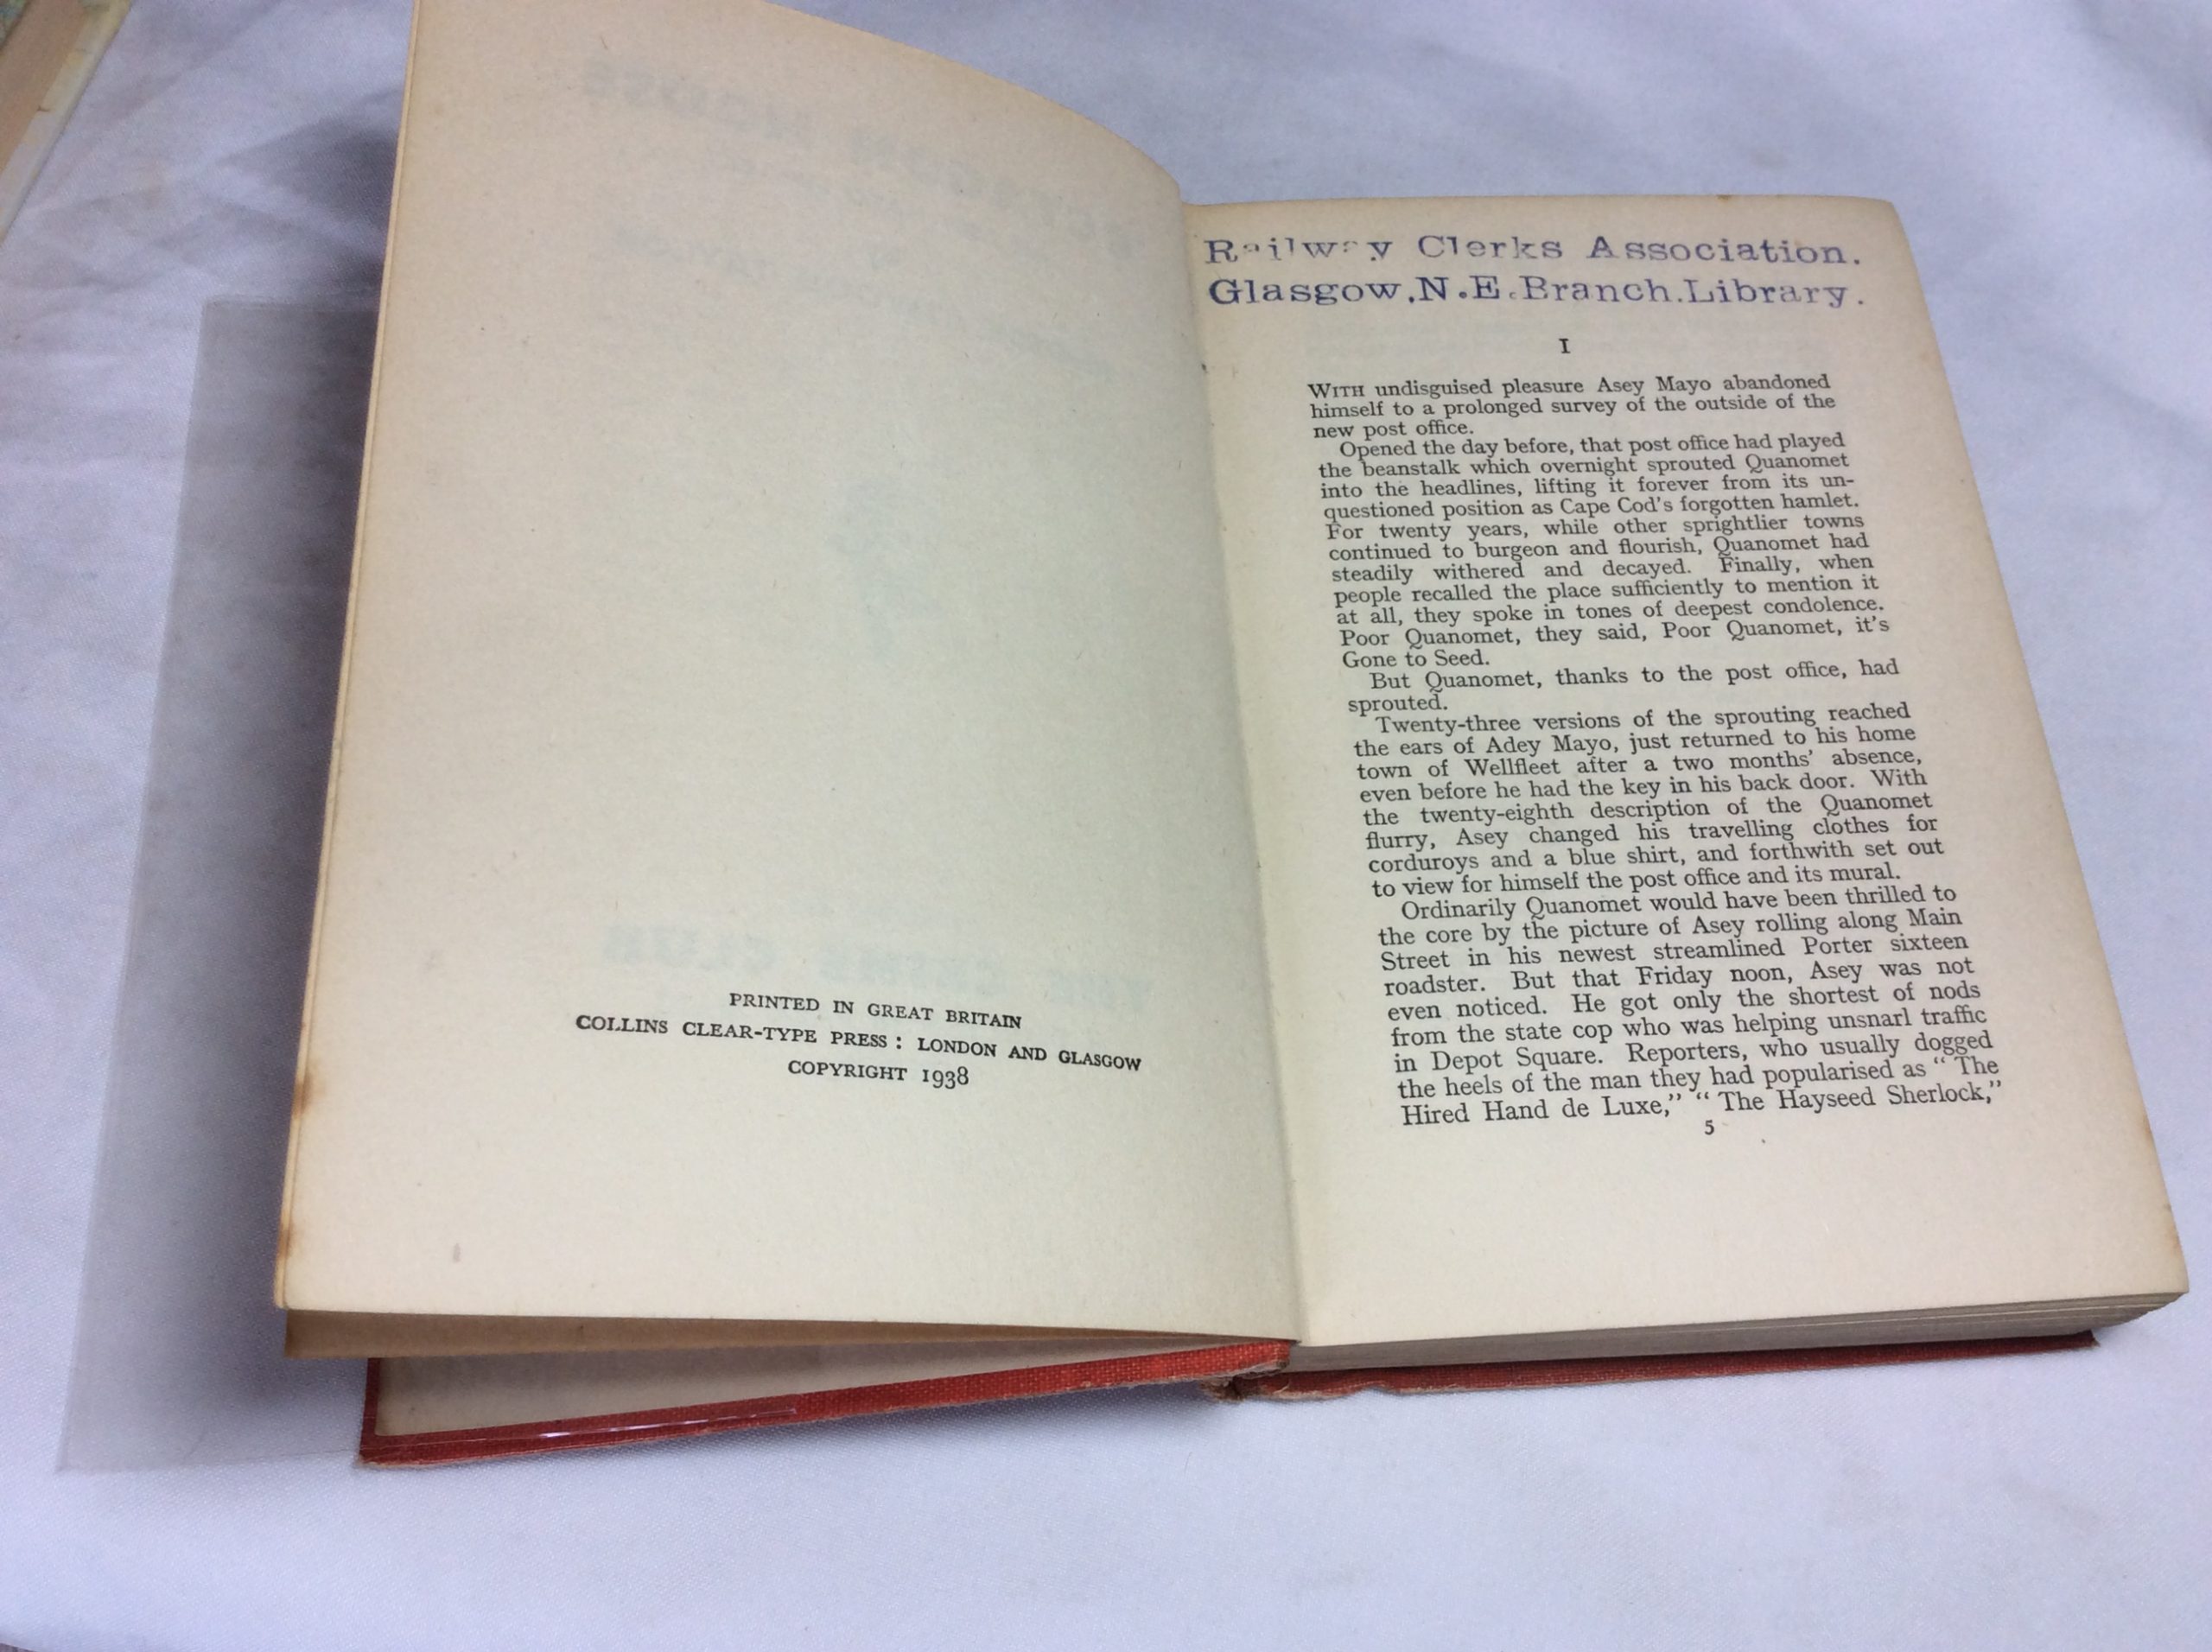 PRINTED IN GREAT BRITAIN
COLLINS CLEAR-TYPE PRESS : LONDON AND GLASGOW
COPYRIGHT 1938
Railway Clerks Association.
Glasgow.N.E.Branch.Library.
I
WITH undisguised pleasure Asey Mayo abandoned
himself to a prolonged survey of the outside of the
new post office.
Opened the day before, that post office had played
the beanstalk which overnight sprouted Quanomet
into the headlines, lifting it forever from its un-
questioned position as Cape Cod's forgotten hamlet.
For twenty years, while other sprightlier towns
continued to burgeon and flourish, Quanomet had
steadily withered and decayed. Finally, when
people recalled the place sufficiently to mention it
at all, they spoke in tones of deepest condolence.
Poor Quanomet, they said, Poor Quanomet, it's
Gone to Seed.
But Quanomet, thanks to the post office, had
sprouted.
Twenty-three versions of the sprouting reached
the ears of Adey Mayo, just returned to his home
town of Wellfleet after a two months' absence,
even before he had the key in his back door. With
the twenty-eighth description of the Quanomet
flurry, Asey changed his travelling clothes for
corduroys and a blue shirt, and forthwith set out
to view for himself the post office and its mural.
Ordinarily Quanomet would have been thrilled to
the core by the picture of Asey rolling along Main
Street in his newest streamlined Porter sixteen
roadster. But that Friday noon, Asey was not
even noticed. He got only the shortest of nods
from the state cop who was helping unsnarl traffic
in Depot Square. Reporters, who usually dogged
the heels of the man they had popularised as " The
Hired Hand de Luxe," " The Hayseed Sherlock,"
5